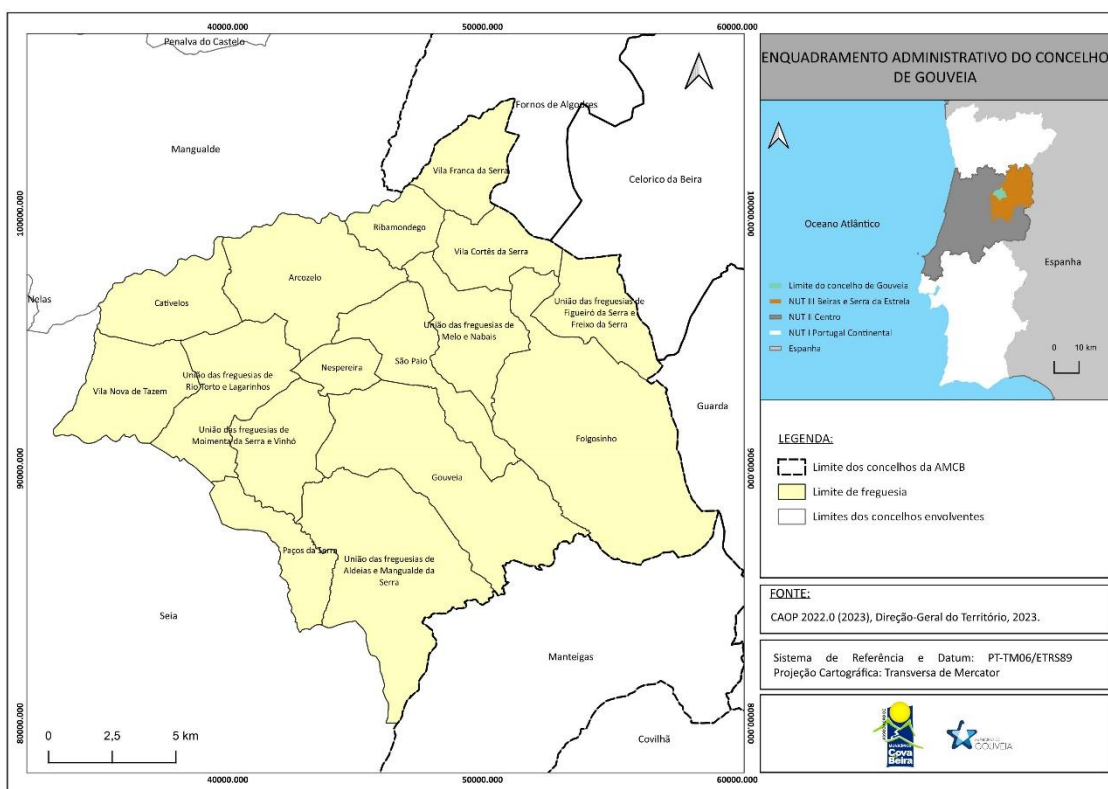 40000.000
50000.000
60000.000
Penalva do Castelo
Fornos de Algodres
Mangualde
Vila Franca da Serra
Celorico da Beira
100000.000
100000.000
Ribamondego
Vila Cortês da Serra
Arcozelo
Nelas
Cativelos
União das freguesias de
Figueiró da Serra e
Freixo da Serra
União das freguesias de
Melo e Nabais
São Paio
Nespereira
União das freguesias de
Rio Torto e Lagarinhos
Vila Nova de Tazem
Guarda
União das freguesias de
Moimenta da Serra e Vinhó
Folgosinho
90000.000
90000.000
Gouveia
Paços da Serra
União das freguesias de
Aldeias e Mangualde da
Serra
Seia
Manteigas
Covilhã
80000.000
80000.000
0 2,5 5 km
40000.000
50000.000
60000.000
ENQUADRAMENTO ADMINISTRATIVO DO CONCELHO
DE GOUVEIA
Oceano Atlântico
Espanha
Limite do concelho de Gouveia
NUT III Beiras e Serra da Estrela
NUT II Centro
NUT I Portugal Continental
Espanha
0 10 km
LEGENDA:
Limite dos concelhos da AMCB
Limite de freguesia
Limites dos concelhos envolventes
FONTE:
CAOP 2022.0 (2023), Direção-Geral do Território, 2023.
Sistema de Referência e Datum: PT-TM06/ETRS89
Projeção Cartográfica: Transversa de Mercator
Cova
Beira
GOUVEIA